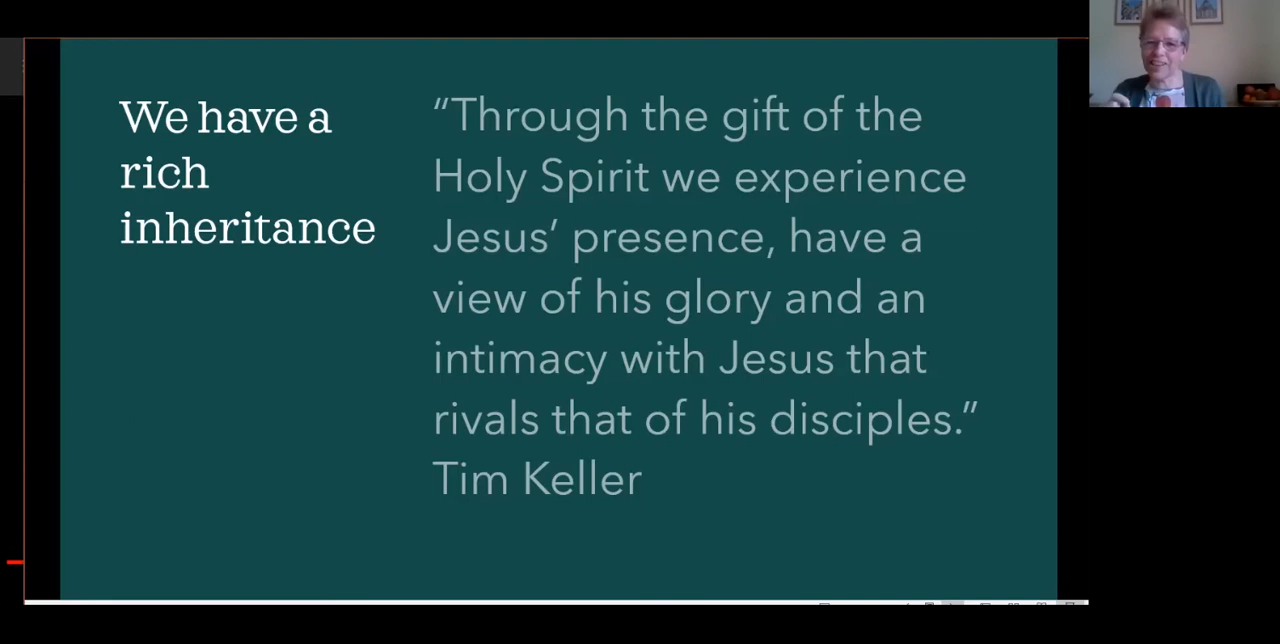 We have a
rich
inheritance
“Through the gift of the
Holy Spirit we experience
Jesus’ presence, have a
view of his glory and an
intimacy with Jesus that
rivals that of his disciples.”
Tim Keller